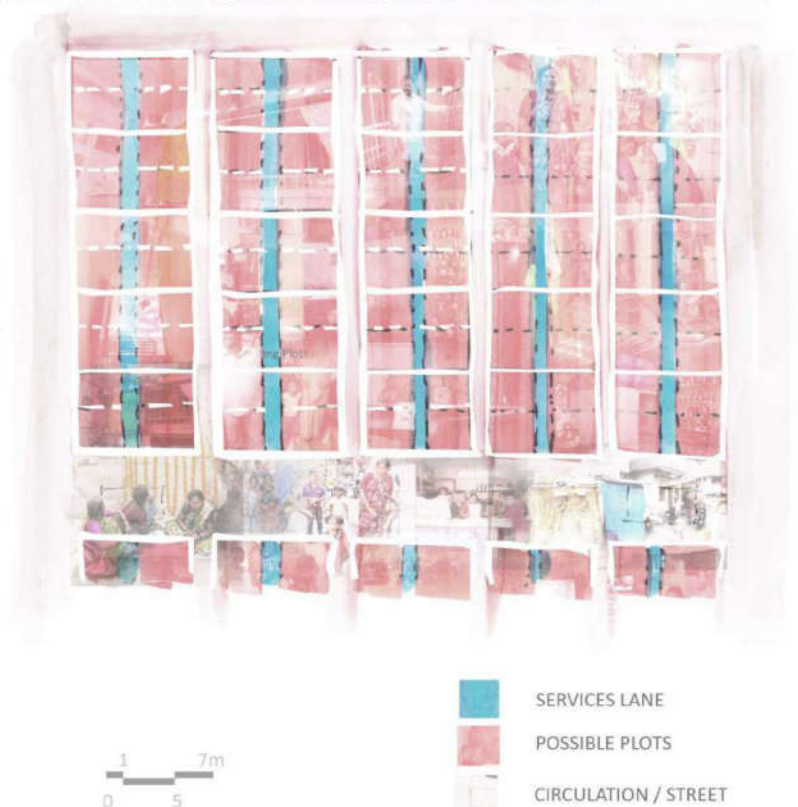 SERVICES LANE
POSSIBLE PLOTS
1 7m
0 5
CIRCULATION / STREET